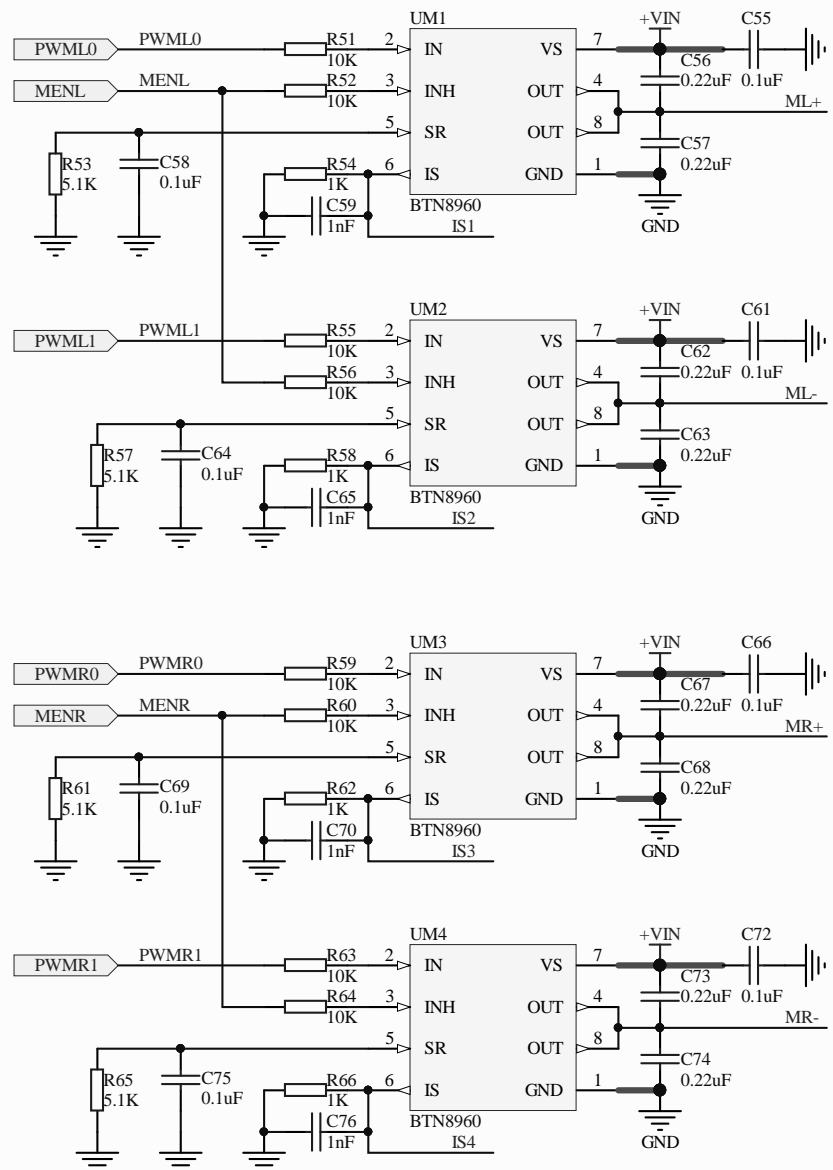 UM1
+VIN
C55
PWML0
PWML0
R51
10K
2
IN
VS
7
C56
0.22uF
0.1uF
MENL
MENL
R52
10K
3
INH
OUT
4
ML+
5
SR
OUT
8
C57
0.22uF
R53
5.1K
C58
0.1uF
R54
1K
6
IS
GND
1
C59
1nF
BTN8960
IS1
GND
UM2
+VIN
C61
PWML1
PWML1
R55
10K
2
IN
VS
7
C62
0.22uF
0.1uF
R56
10K
3
INH
OUT
4
ML-
5
SR
OUT
8
C63
0.22uF
R57
5.1K
C64
0.1uF
R58
1K
6
IS
GND
1
C65
1nF
BTN8960
IS2
GND
UM3
+VIN
C66
PWMR0
PWMR0
R59
10K
2
IN
VS
7
C67
0.22uF
0.1uF
MENR
MENR
R60
10K
3
INH
OUT
4
MR+
5
SR
OUT
8
C68
0.22uF
R61
5.1K
C69
0.1uF
R62
1K
6
IS
GND
1
C70
1nF
BTN8960
IS3
GND
UM4
+VIN
C72
PWMR1
PWMR1
R63
10K
2
IN
VS
7
C73
0.22uF
0.1uF
R64
10K
3
INH
OUT
4
MR-
5
SR
OUT
8
C74
0.22uF
R65
5.1K
C75
0.1uF
R66
1K
6
IS
GND
1
C76
1nF
BTN8960
IS4
GND